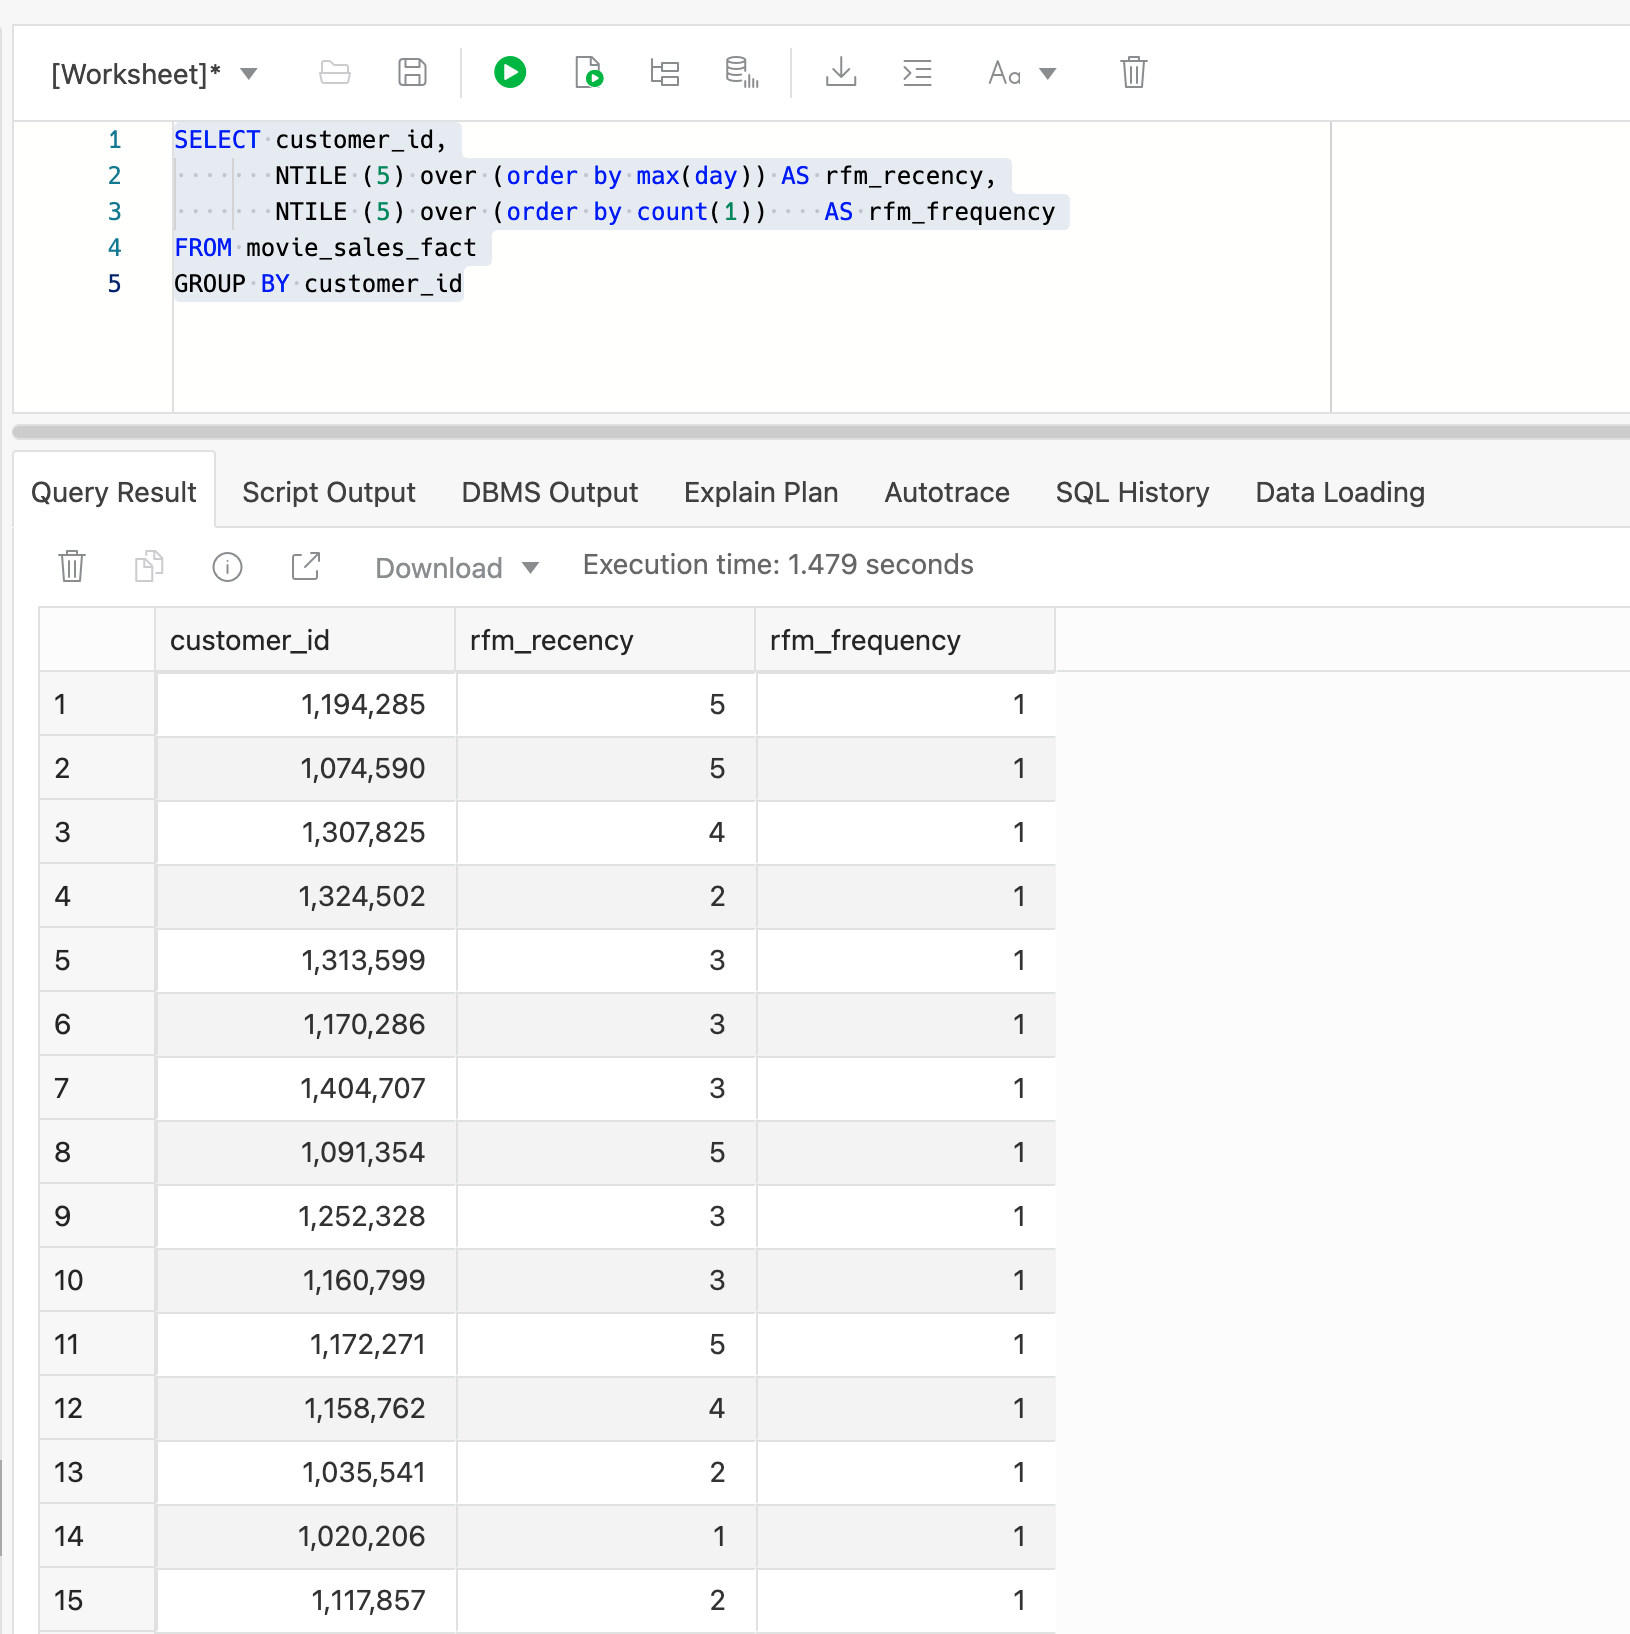 [Worksheet]*
Aa
1 SELECT customer_id,
2 NTILE (5) over (order by max(day)) AS rfm_recency,
3 NTILE (5) over (order by count(1)) AS rfm_frequency
4 FROM movie_sales_fact
5 GROUP BY customer_id
Query Result Script Output DBMS Output Explain Plan Autotrace SQL History Data Loading
Download Execution time: 1.479 seconds
customer_id rfm_recency rfm_frequency
1 1,194,285 5 1
2 1,074,590 5 1
3 1,307,825 4 1
4 1,324,502 2 1
5 1,313,599 3 1
6 1,170,286 3 1
7 1,404,707 3 1
8 1,091,354 5 1
9 1,252,328 3 1
10 1,160,799 3 1
11 1,172,271 5 1
12 1,158,762 4 1
13 1,035,541 2 1
14 1,020,206 1 1
15 1,117,857 2 1